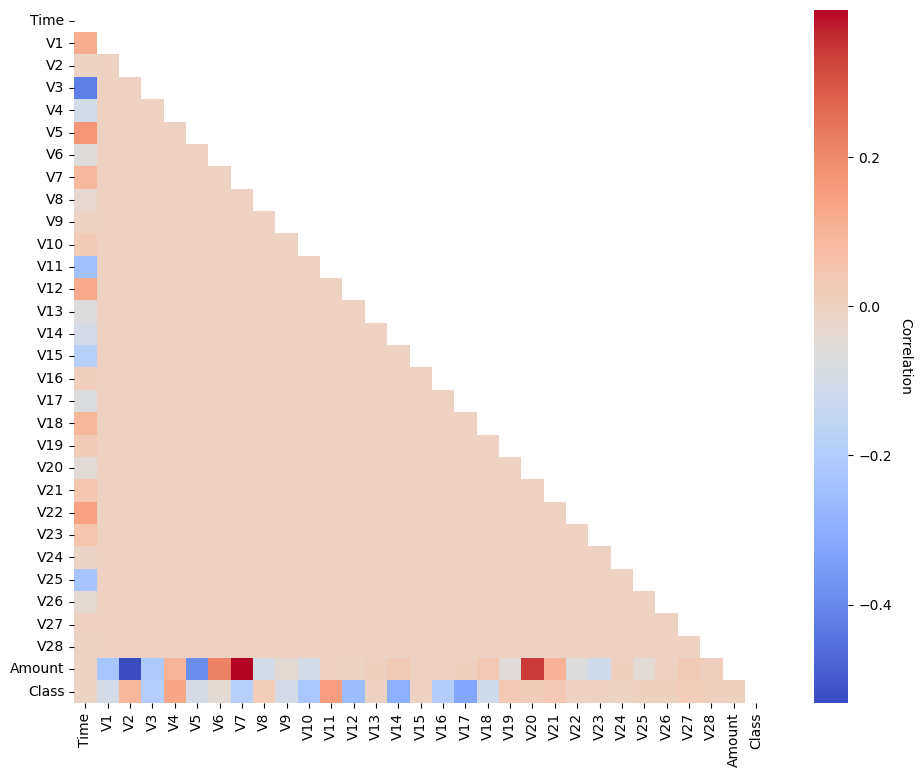 Time
V1
V2
V3
V4
V5
V6
V7
V8
V9
V10
V11
V12
V13
V14
V15
V16
V17
V18
V19
V20
V21
V22
V23
V24
V25
V26
V27
V28
Amount
Class
Time
V1
V2
V3
V4
V5
V6
V7
V8
V9
V10
V11
V12
V13
V14
V15
V16
V17
V18
V19
V20
V21
V22
V23
V24
V25
V26
V27
V28
Amount
Class
0.2
0.0
−0.2
−0.4
Correlation